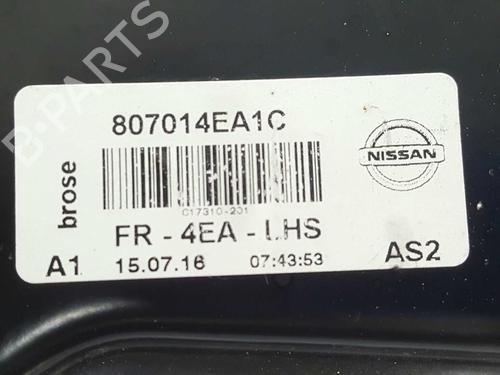 807014EA1C
brose
NISSAN
C17310-201
FR - 4EA - LHS
A1 15.07.16 07:43:53 AS2
B-PARTS